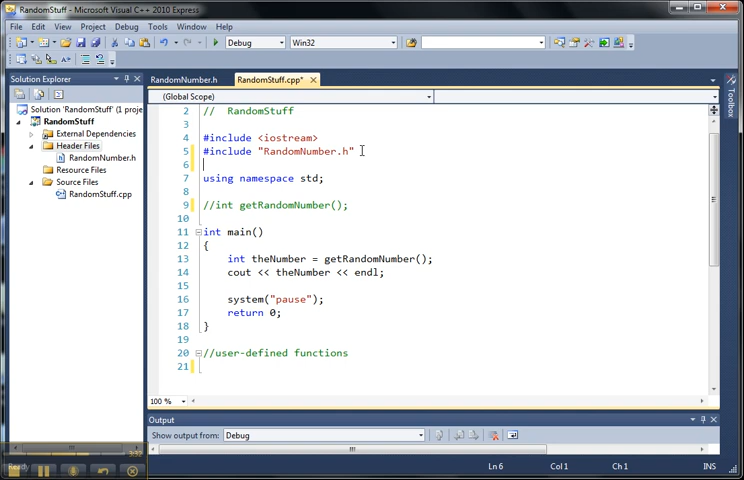 RandomStuff - Microsoft Visual C++ 2010 Express
File Edit View Project Debug Tools Window Help
Debug Win32
Solution Explorer
RandomNumber.h RandomStuff.cpp*
(Global Scope)
Toolbox
Solution 'RandomStuff' (1 proje
RandomStuff
External Dependencies
Header Files
RandomNumber.h
Resource Files
Source Files
RandomStuff.cpp
2 // RandomStuff
3
4 #include <iostream>
5 #include "RandomNumber.h"
6
7 using namespace std;
8
9 //int getRandomNumber();
10
11 int main()
12 {
13 int theNumber = getRandomNumber();
14 cout << theNumber << endl;
15
16 system("pause");
17 return 0;
18 }
19
20 //user-defined functions
21
100 %
Output
Show output from: Debug
3:32
Ready
Ln 6 Col 1 Ch 1 INS